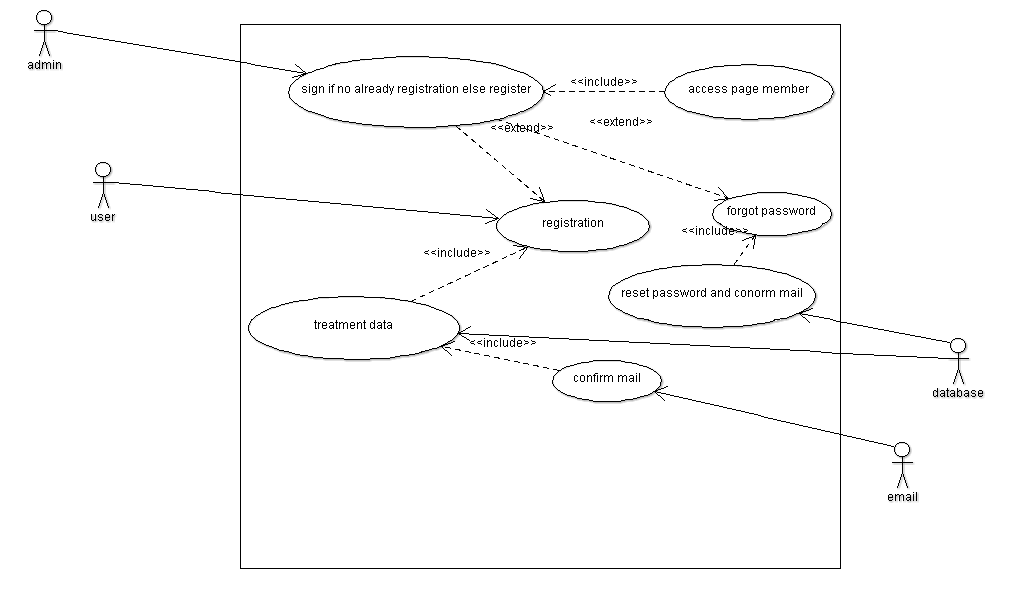 admin
sign if no already registration else register
<<include>>
access page member
<<extend>>
<<extend>>
user
registration
forgot password
<<include>>
<<include>>
reset password and conorm mail
treatment data
<<include>>
confirm mail
database
email